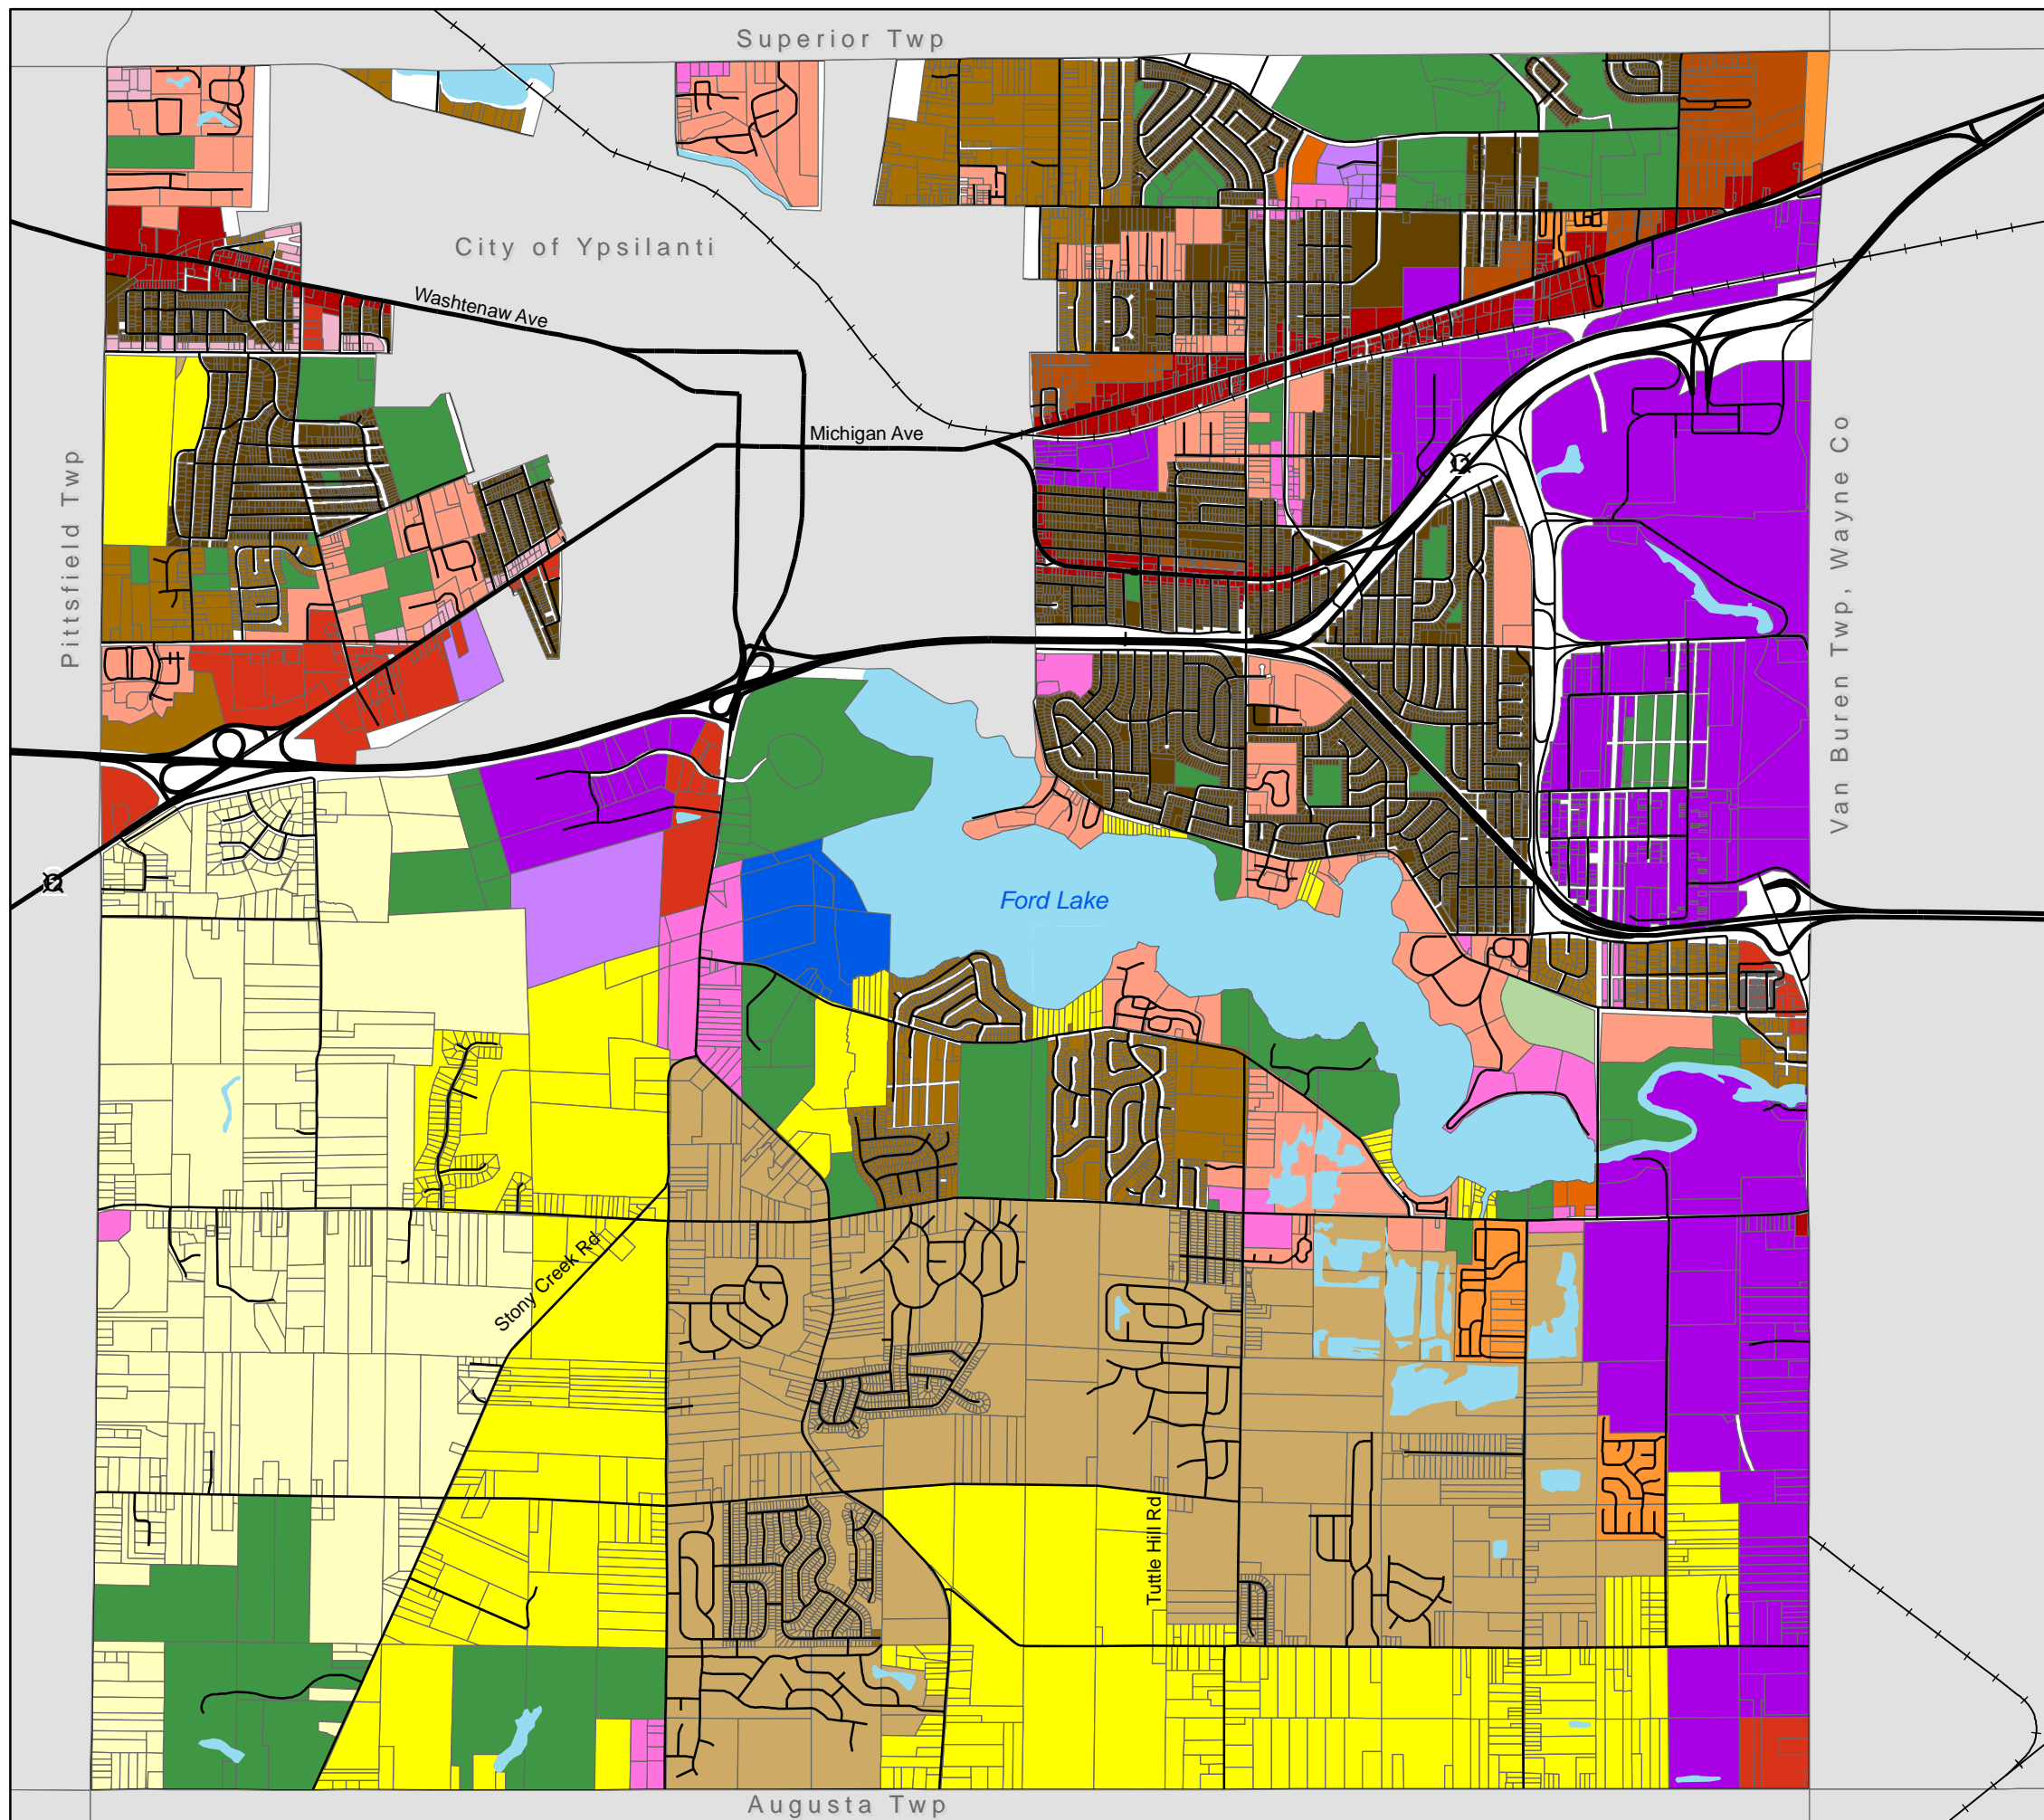 Superior Twp
City of Ypsilanti
Washtenaw Ave
Michigan Ave
Pittsfield Twp
Van Buren Twp, Wayne Co
Ford Lake
Stony Creek Rd
Tuttle Hill Rd
Augusta Twp